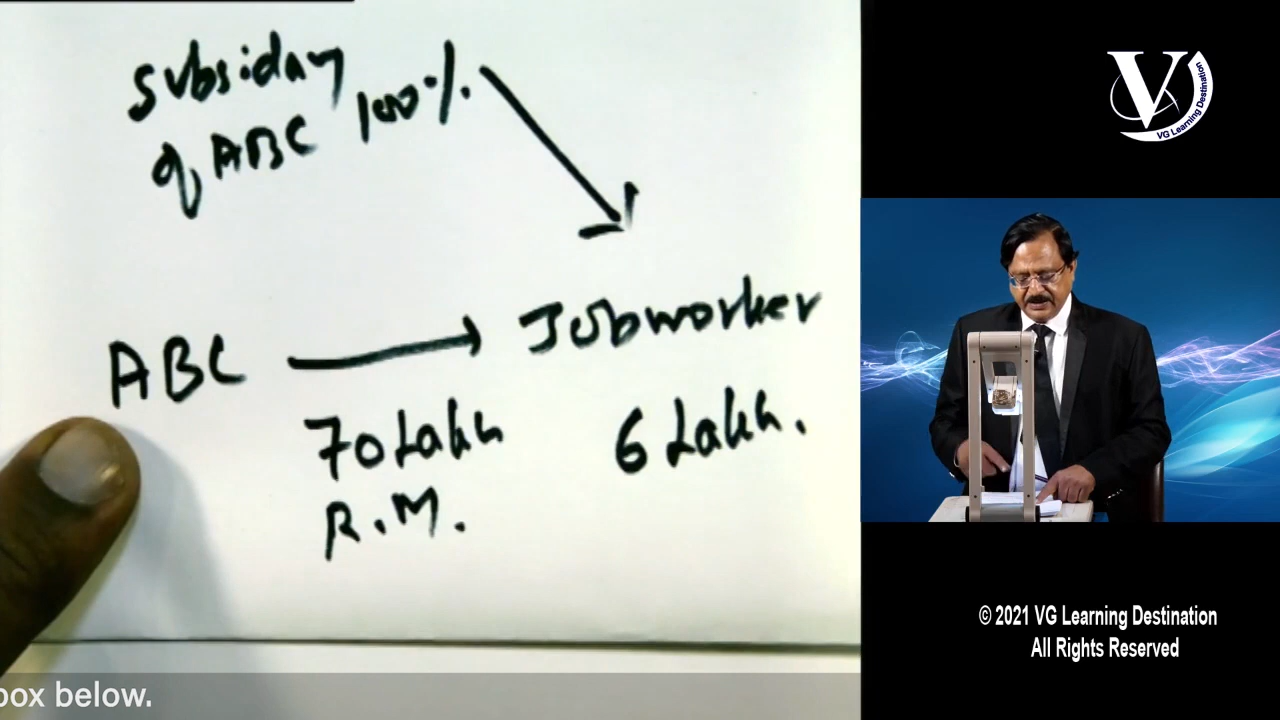 Subsidary
of ABC 100%.
ABC → Jobworker
70 Lakh
R.M.
6 Lakh.
V
VG Learning Destination
© 2021 VG Learning Destination
All Rights Reserved
box below.